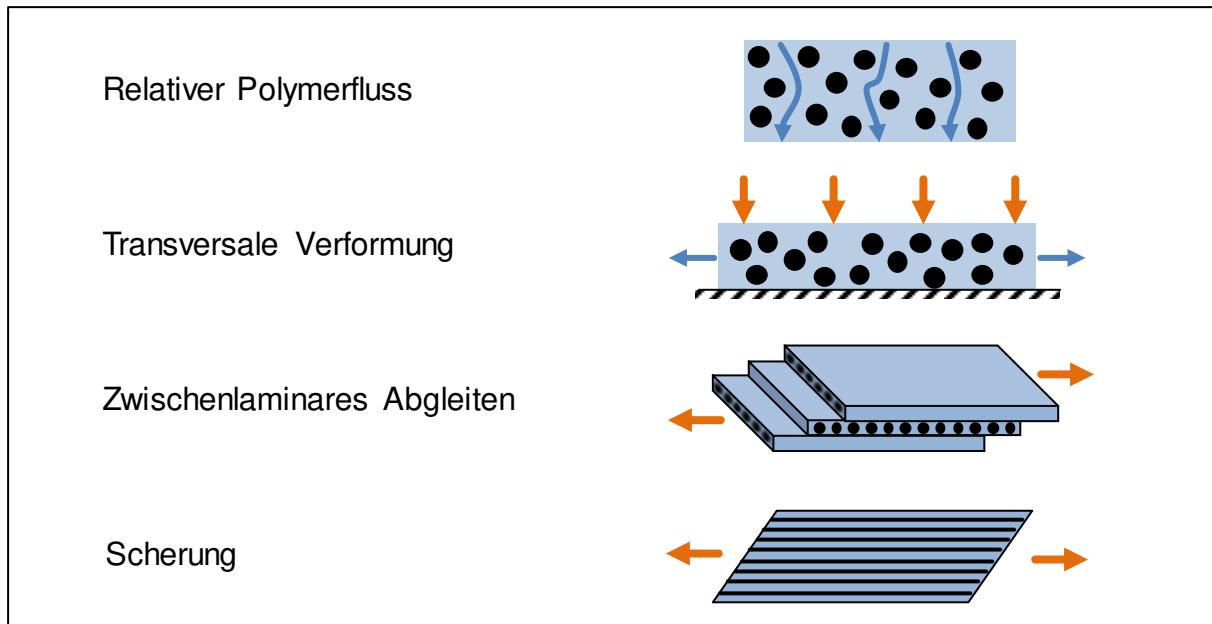 Relativer Polymerfluss
Transversale Verformung
Zwischenlaminares Abgleiten
Scherung